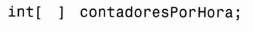 int[ ] contadoresPorHora;